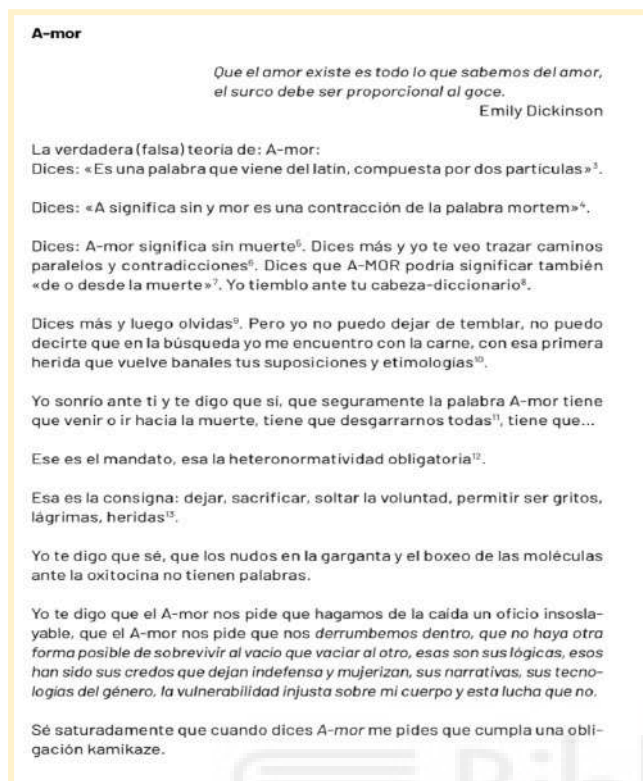 A-mor
Que el amor existe es todo lo que sabemos del amor,
el surco debe ser proporcional al goce.
Emily Dickinson
La verdadera (falsa) teoría de: A-mor:
Dices: «Es una palabra que viene del latín, compuesta por dos partículas»³.
Dices: «A significa sin y mor es una contracción de la palabra mortem»⁴.
Dices: A-mor significa sin muerte⁵. Dices más y yo te veo trazar caminos
paralelos y contradicciones⁶. Dices que A-MOR podría significar también
«de o desde la muerte»⁷. Yo tiemblo ante tu cabeza-diccionario⁸.
Dices más y luego olvidas⁹. Pero yo no puedo dejar de temblar, no puedo
decirte que en la búsqueda yo me encuentro con la carne, con esa primera
herida que vuelve banales tus suposiciones y etimologías¹⁰.
Yo sonrío ante ti y te digo que sí, que seguramente la palabra A-mor tiene
que venir o ir hacia la muerte, tiene que desgarrarnos todas¹¹, tiene que...
Ese es el mandato, esa la heteronormatividad obligatoria¹².
Esa es la consigna: dejar, sacrificar, soltar la voluntad, permitir ser gritos,
lágrimas, heridas¹³.
Yo te digo que sé, que los nudos en la garganta y el boxeo de las moléculas
ante la oxitocina no tienen palabras.
Yo te digo que el A-mor nos pide que hagamos de la caída un oficio insosla-
yable, que el A-mor nos pide que nos derrumbemos dentro, que no haya otra
forma posible de sobrevivir al vacío que vaciar al otro, esas son sus lógicas, esos
han sido sus credos que dejan indefensa y mujerizan, sus narrativas, sus tecno-
logías del género, la vulnerabilidad injusta sobre mi cuerpo y esta lucha que no.
Sé saturadamente que cuando dices A-mor me pides que cumpla una obli-
gación kamikaze.